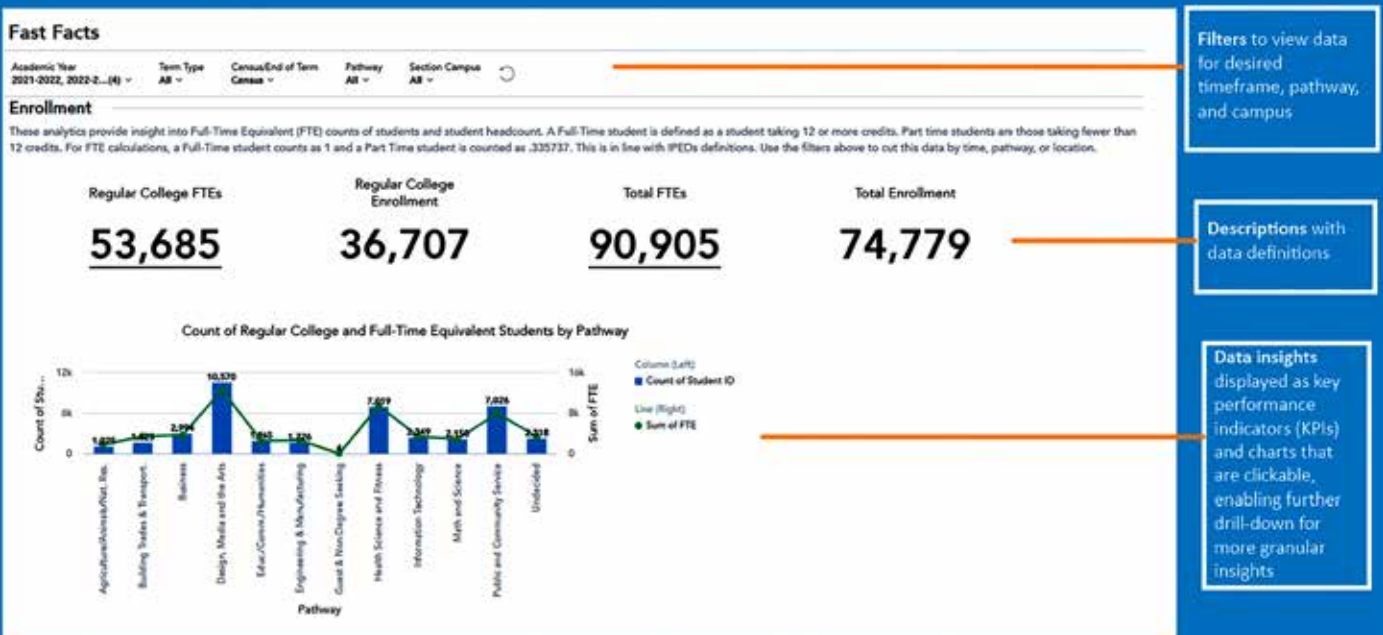 Fast Facts
Academic Year
Term Type
Census/End of Term
Pathway
Section Campus
2021-2022, 2022-2...(4)
All
Census
All
All
Enrollment
These analytics provide insight into Full-Time Equivalent (FTE) counts of students and student headcount. A Full-Time student is defined as a student taking 12 or more credits. Part time students are those taking fewer than
12 credits. For FTE calculations, a Full-Time student counts as 1 and a Part Time student is counted as .335737. This is in line with IPEDs definitions. Use the filters above to cut this data by time, pathway, or location.
Regular College FTEs
53,685
Regular College
Enrollment
36,707
Total FTEs
90,905
Total Enrollment
74,779
Count of Regular College and Full-Time Equivalent Students by Pathway
Count of Stu...
12k
0
10,570
7,026
0
Sum of FTE
Column (Left)
Count of Student ID
Line (Right)
Sum of FTE
Agriculture/Animals/Nat. Res.
Building Trades & Transport.
Business
Design, Media and the Arts
Educ./Comm./Humanities
Engineering & Manufacturing
Guest & Non-Degree Seeking
Health Science and Fitness
Information Technology
Math and Science
Public and Community Service
Undecided
Pathway
Filters to view data
for desired
timeframe, pathway,
and campus
Descriptions with
data definitions
Data insights
displayed as key
performance
indicators (KPIs)
and charts that
are clickable,
enabling further
drill-down for
more granular
insights